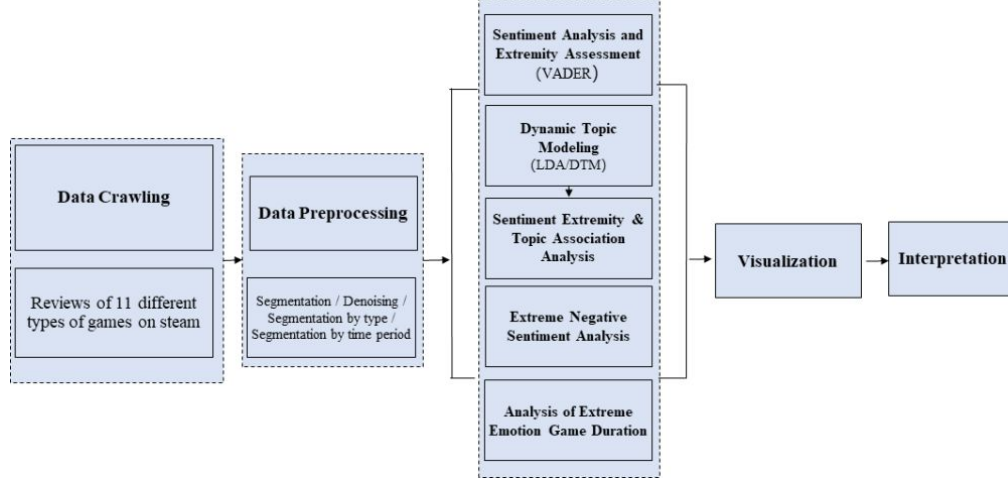 Data Crawling
Reviews of 11 different
types of games on steam
Data Preprocessing
Segmentation / Denoising /
Segmentation by type /
Segmentation by time period
Sentiment Analysis and
Extremity Assessment
(VADER)
Dynamic Topic
Modeling
(LDA/DTM)
Sentiment Extremity &
Topic Association
Analysis
Extreme Negative
Sentiment Analysis
Analysis of Extreme
Emotion Game Duration
Visualization
Interpretation